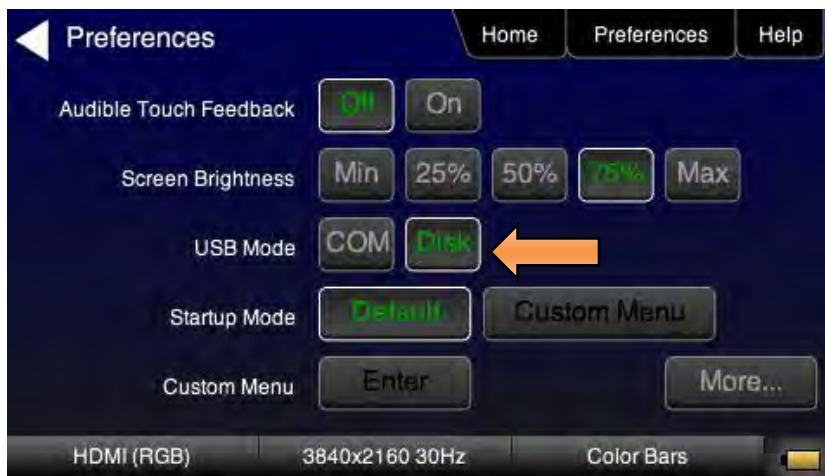 Preferences Home Preferences Help
Audible Touch Feedback Off On
Screen Brightness Min 25% 50% 75% Max
USB Mode COM Disk
Startup Mode Default Custom Menu
Custom Menu Enter More...
HDMI (RGB) 3840x2160 30Hz Color Bars